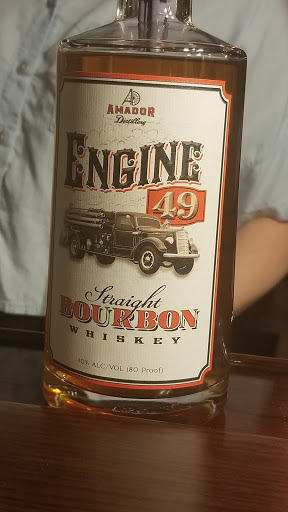 AMADOR
Distillery
ENGINE
49
Straight
BOURBON
WHISKEY
40% ALC/VOL (80 Proof)